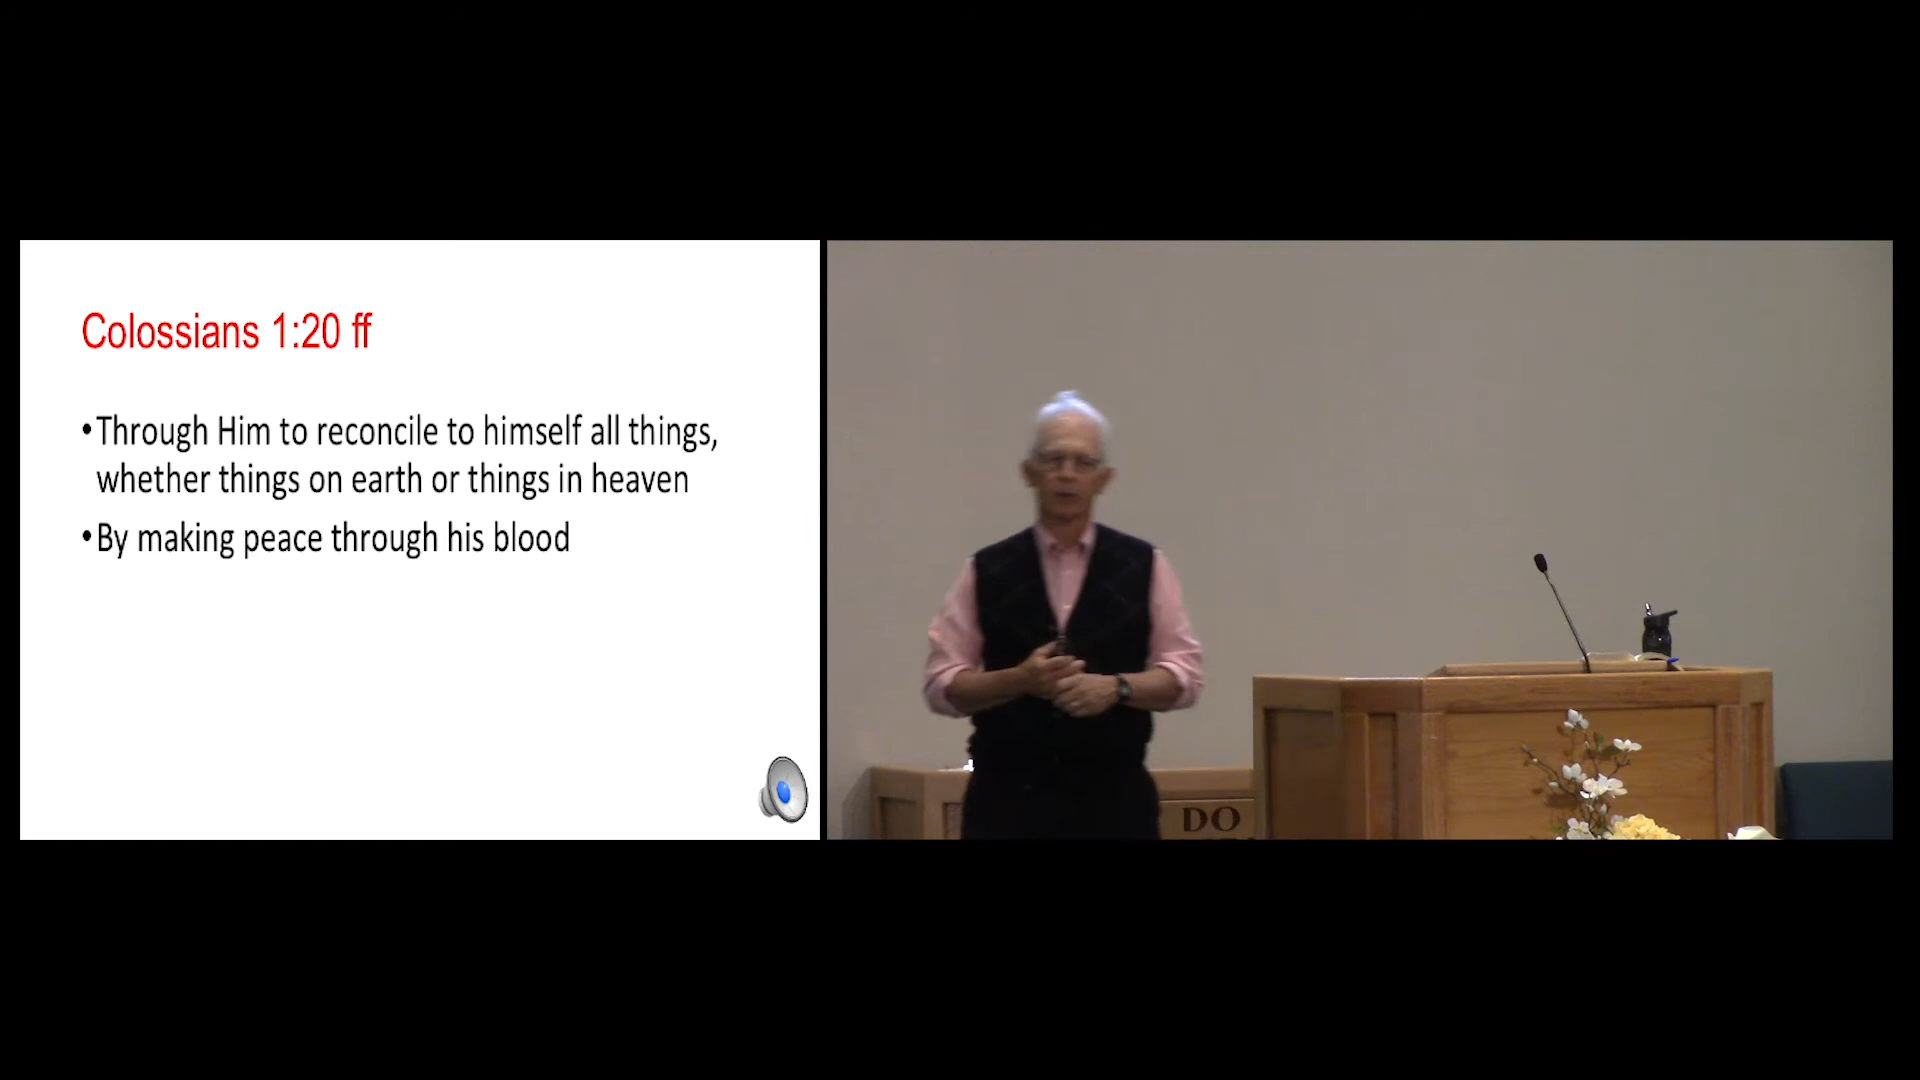 Colossians 1:20 ff
•Through Him to reconcile to himself all things,
whether things on earth or things in heaven
•By making peace through his blood
DO